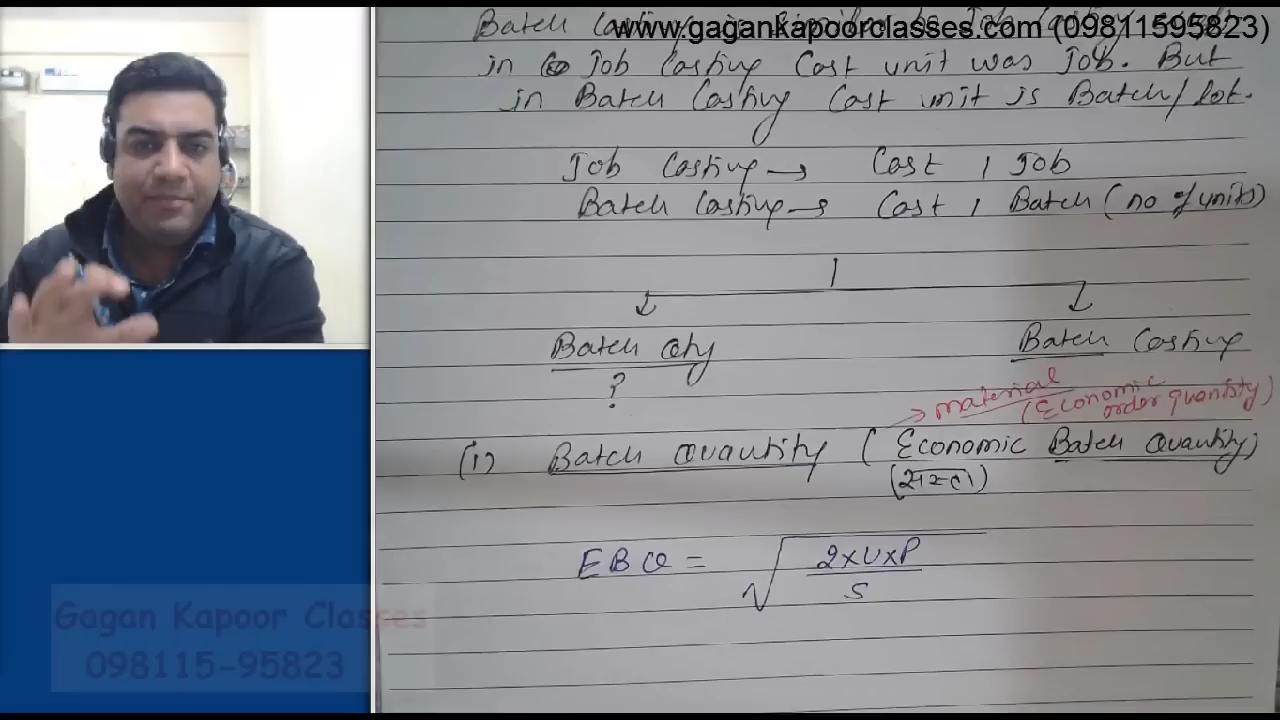 www.gagankapoorclasses.com (09811595823)
Batch
in Job Costing Cost unit was Job. But
in Batch Costing Cost unit is Batch/Lot.
Job Costing → Cost / Job
Batch Costing → Cost / Batch (no of units)
Batch Qty
Batch Costing
?
→ material (Economic order quantity)
(1) Batch Quantity (Economic Batch Quantity)
(सस्ता)
EBQ = √ 2×U×P
S
Gagan Kapoor Classes
098115-95823